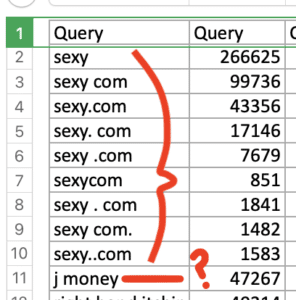 1 Query Query
2 sexy 266625
3 sexy com 99736
4 sexy.com 43356
5 sexy. com 17146
6 sexy .com 7679
7 sexycom 851
8 sexy . com 1841
9 sexy com. 1482
10 sexy..com 1583
11 j money ? 47267